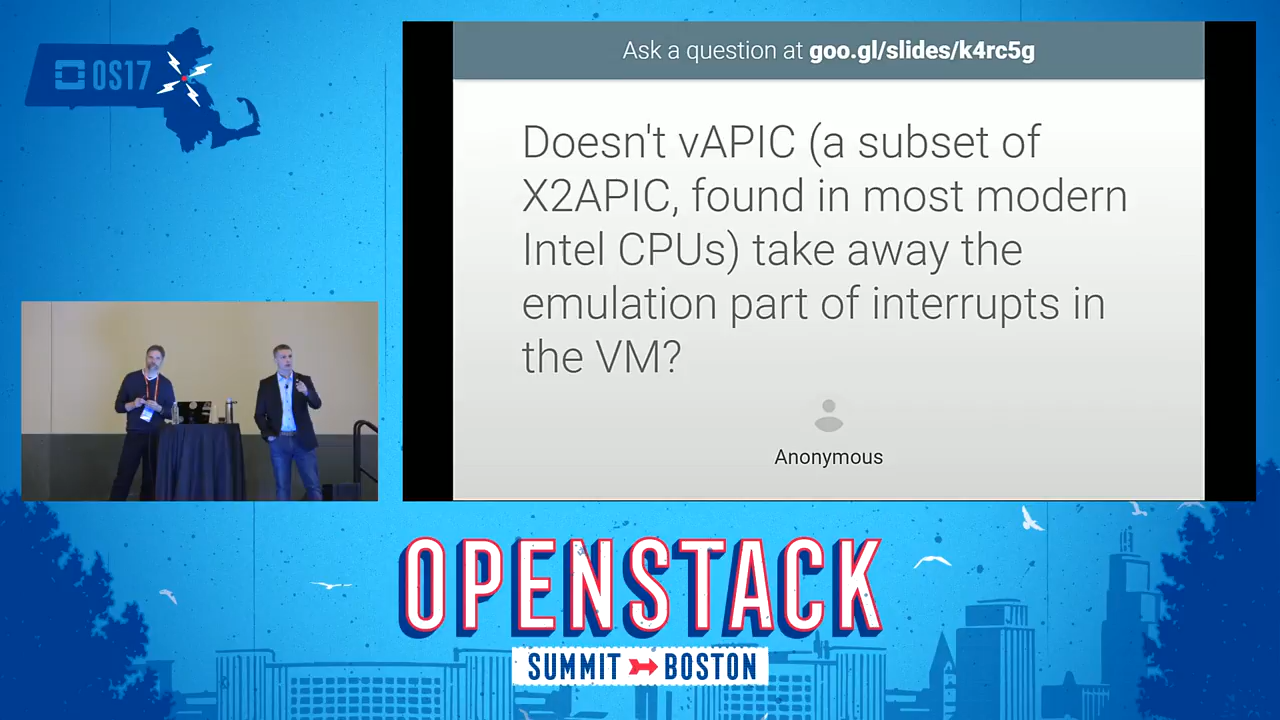 OS17
Ask a question at goo.gl/slides/k4rc5g
Doesn't vAPIC (a subset of
X2APIC, found in most modern
Intel CPUs) take away the
emulation part of interrupts in
the VM?
Anonymous
OPENSTACK
SUMMIT BOSTON